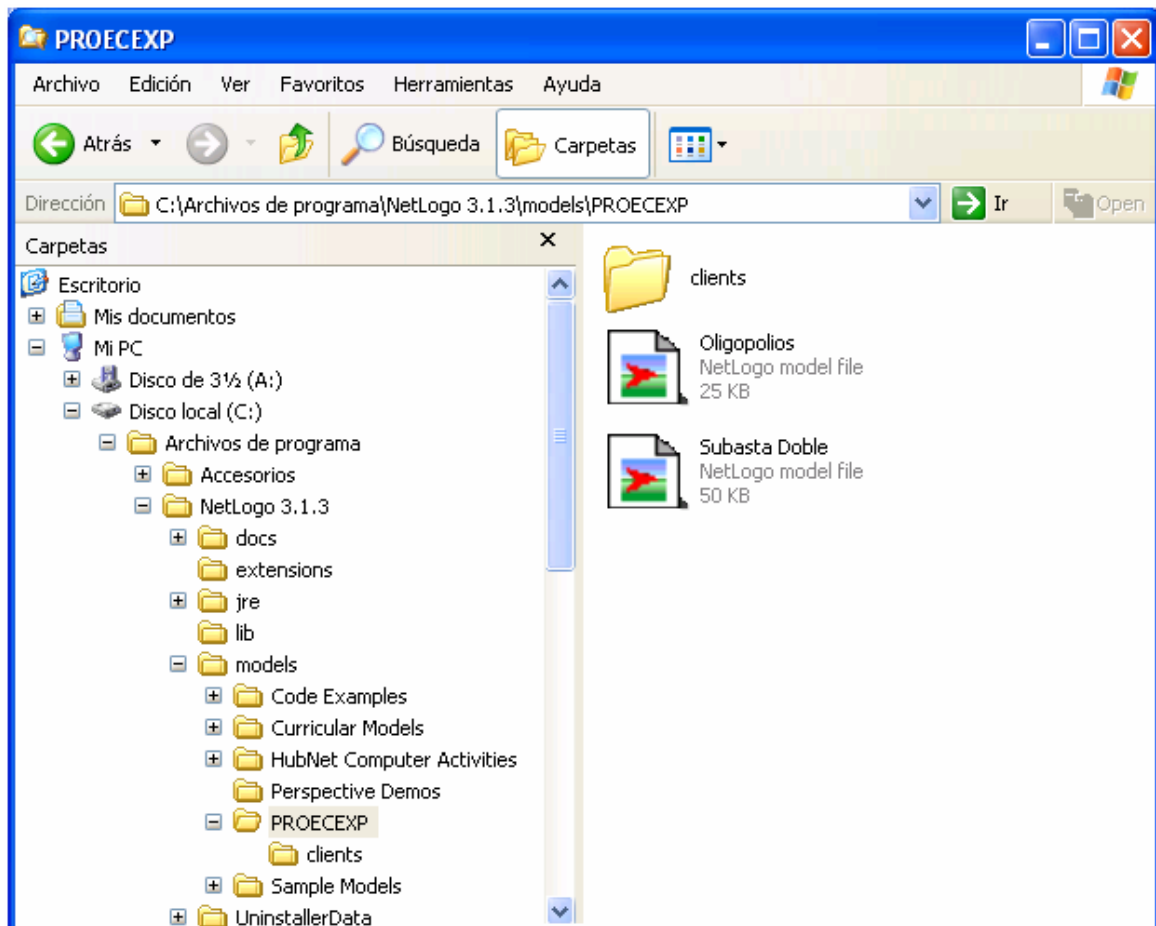 PROECEXP
Archivo Edición Ver Favoritos Herramientas Ayuda
Atrás Búsqueda Carpetas
Dirección C:\Archivos de programa\NetLogo 3.1.3\models\PROECEXP Ir Open
Carpetas
Escritorio
Mis documentos
Mi PC
Disco de 3½ (A:)
Disco local (C:)
Archivos de programa
Accesorios
NetLogo 3.1.3
docs
extensions
jre
lib
models
Code Examples
Curricular Models
HubNet Computer Activities
Perspective Demos
PROECEXP
clients
Sample Models
UninstallerData
clients
Oligopolios
NetLogo model file
25 KB
Subasta Doble
NetLogo model file
50 KB